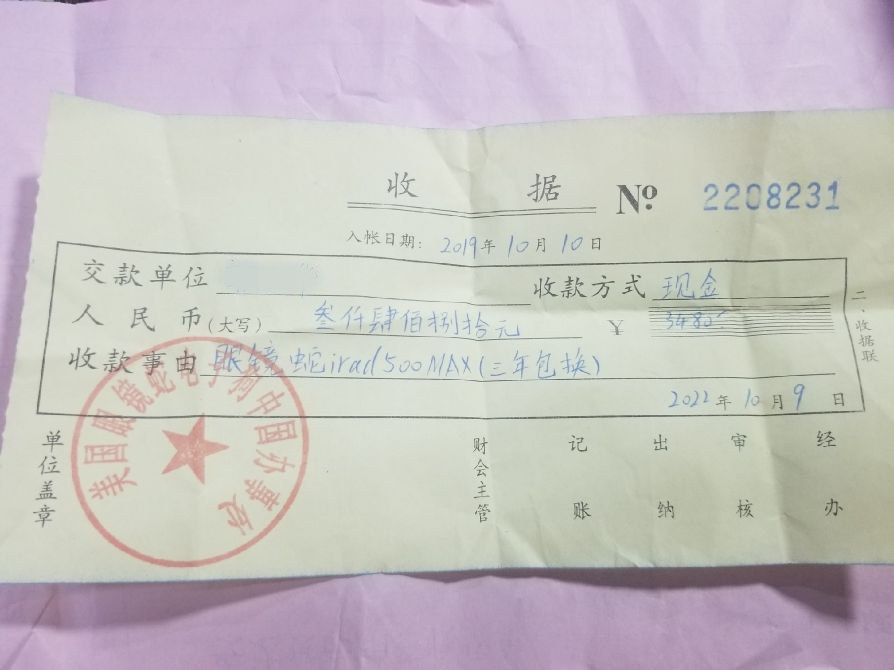 收据 № 2208231
入帐日期：2019年10月10日
交款单位 收款方式 现金
人民币(大写) 叁仟肆佰捌拾元 ¥ 3480.
收款事由 眼镜蛇irad500MAX(三年包换)
2022年10月9日
二、收据联
单位盖章 财会主管 记账 出纳 审核 经办
美国眼镜蛇电子狗中国办事处